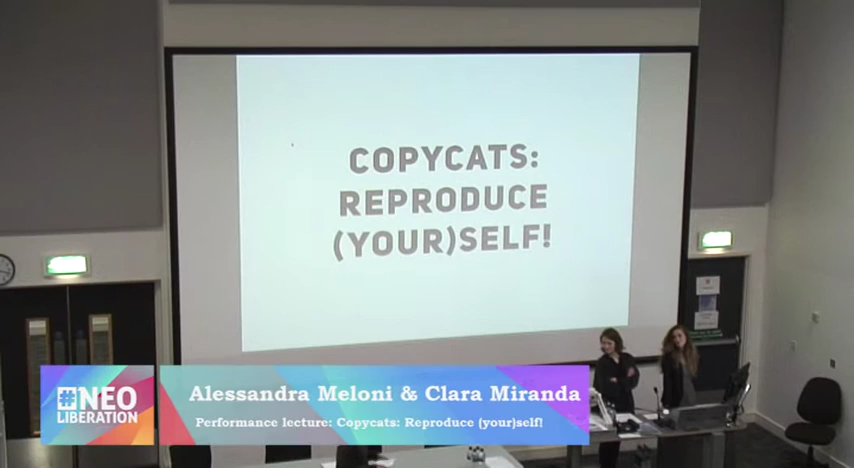 COPYCATS:
REPRODUCE
(YOUR)SELF!
#NEO
LIBERATION
Alessandra Meloni & Clara Miranda
Performance lecture: Copycats: Reproduce (your)self!